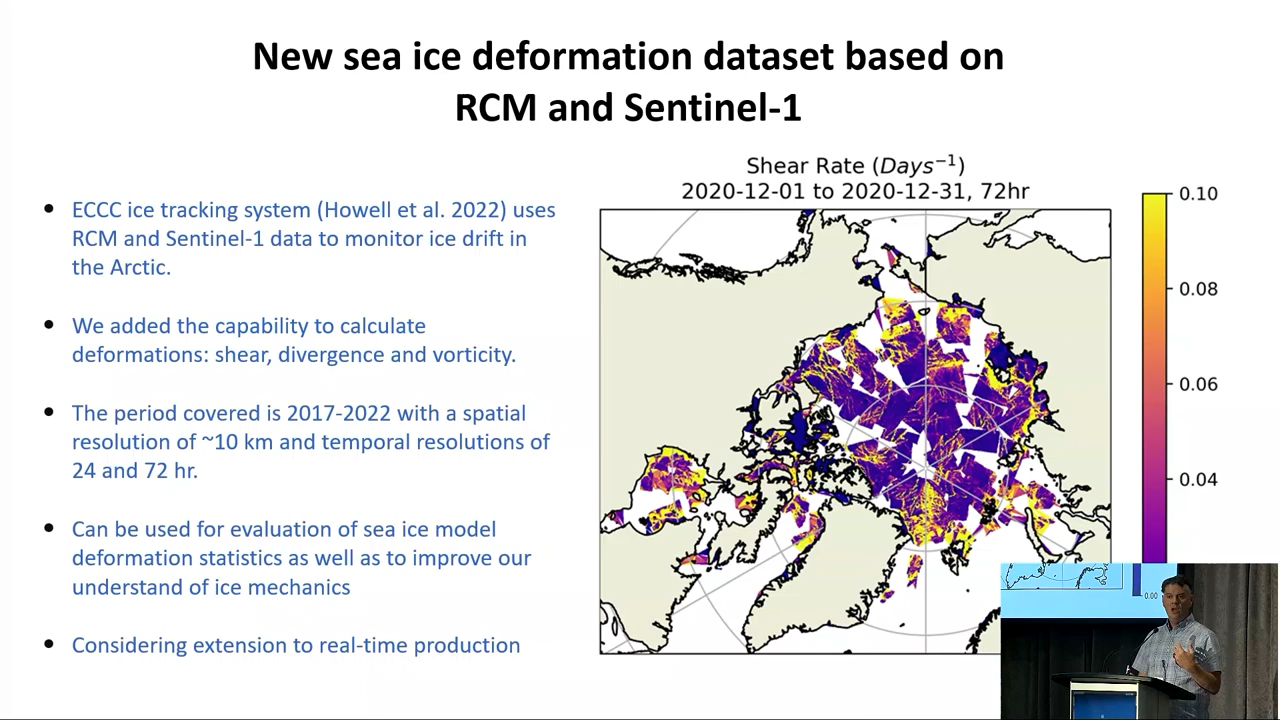 New sea ice deformation dataset based on
RCM and Sentinel-1
Shear Rate (Days⁻¹)
2020-12-01 to 2020-12-31, 72hr
• ECCC ice tracking system (Howell et al. 2022) uses
RCM and Sentinel-1 data to monitor ice drift in
the Arctic.
• We added the capability to calculate
deformations: shear, divergence and vorticity.
• The period covered is 2017-2022 with a spatial
resolution of ~10 km and temporal resolutions of
24 and 72 hr.
• Can be used for evaluation of sea ice model
deformation statistics as well as to improve our
understand of ice mechanics
• Considering extension to real-time production
0.10
0.08
0.06
0.04
0.00